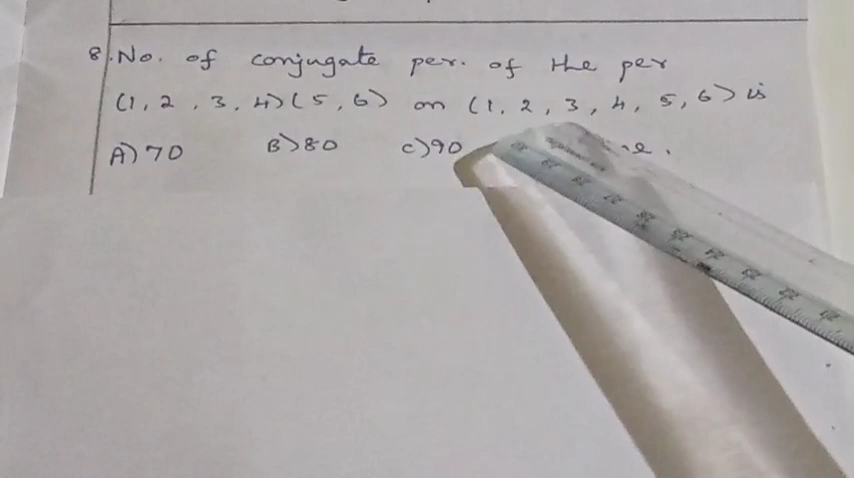 8. No. of conjugate per. of the per
(1, 2, 3, 4) (5, 6) on (1, 2, 3, 4, 5, 6) is
A) 70 B) 80 C) 90